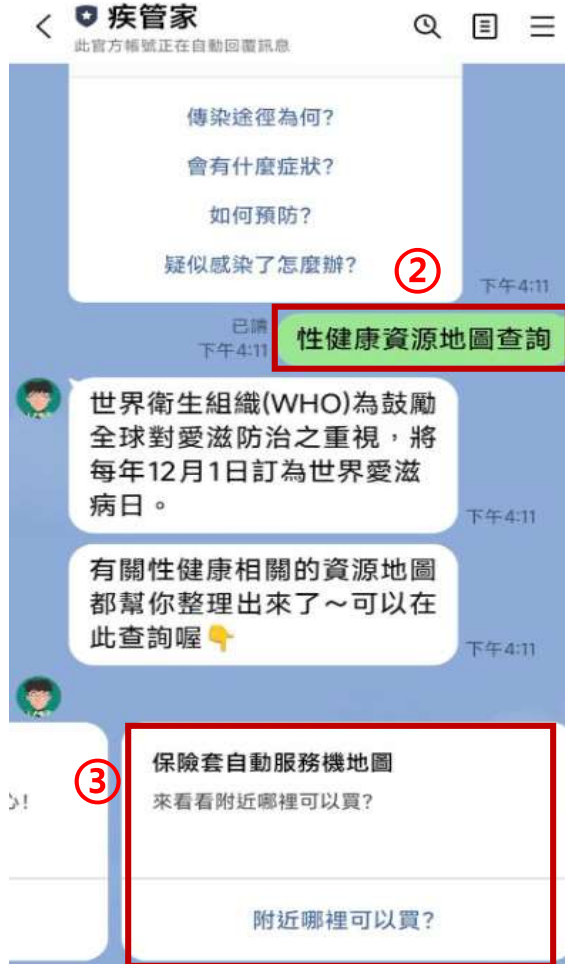 疾管家
此官方帳號正在自動回覆訊息
傳染途徑為何?
會有什麼症狀?
如何預防?
疑似感染了怎麼辦?
②
下午4:11
已讀
下午4:11
性健康資源地圖查詢
世界衛生組織(WHO)為鼓勵
全球對愛滋防治之重視，將
每年12月1日訂為世界愛滋
病日。
下午4:11
有關性健康相關的資源地圖
都幫你整理出來了～可以在
此查詢喔👇
下午4:11
③
保險套自動服務機地圖
心!
來看看附近哪裡可以買?
附近哪裡可以買?